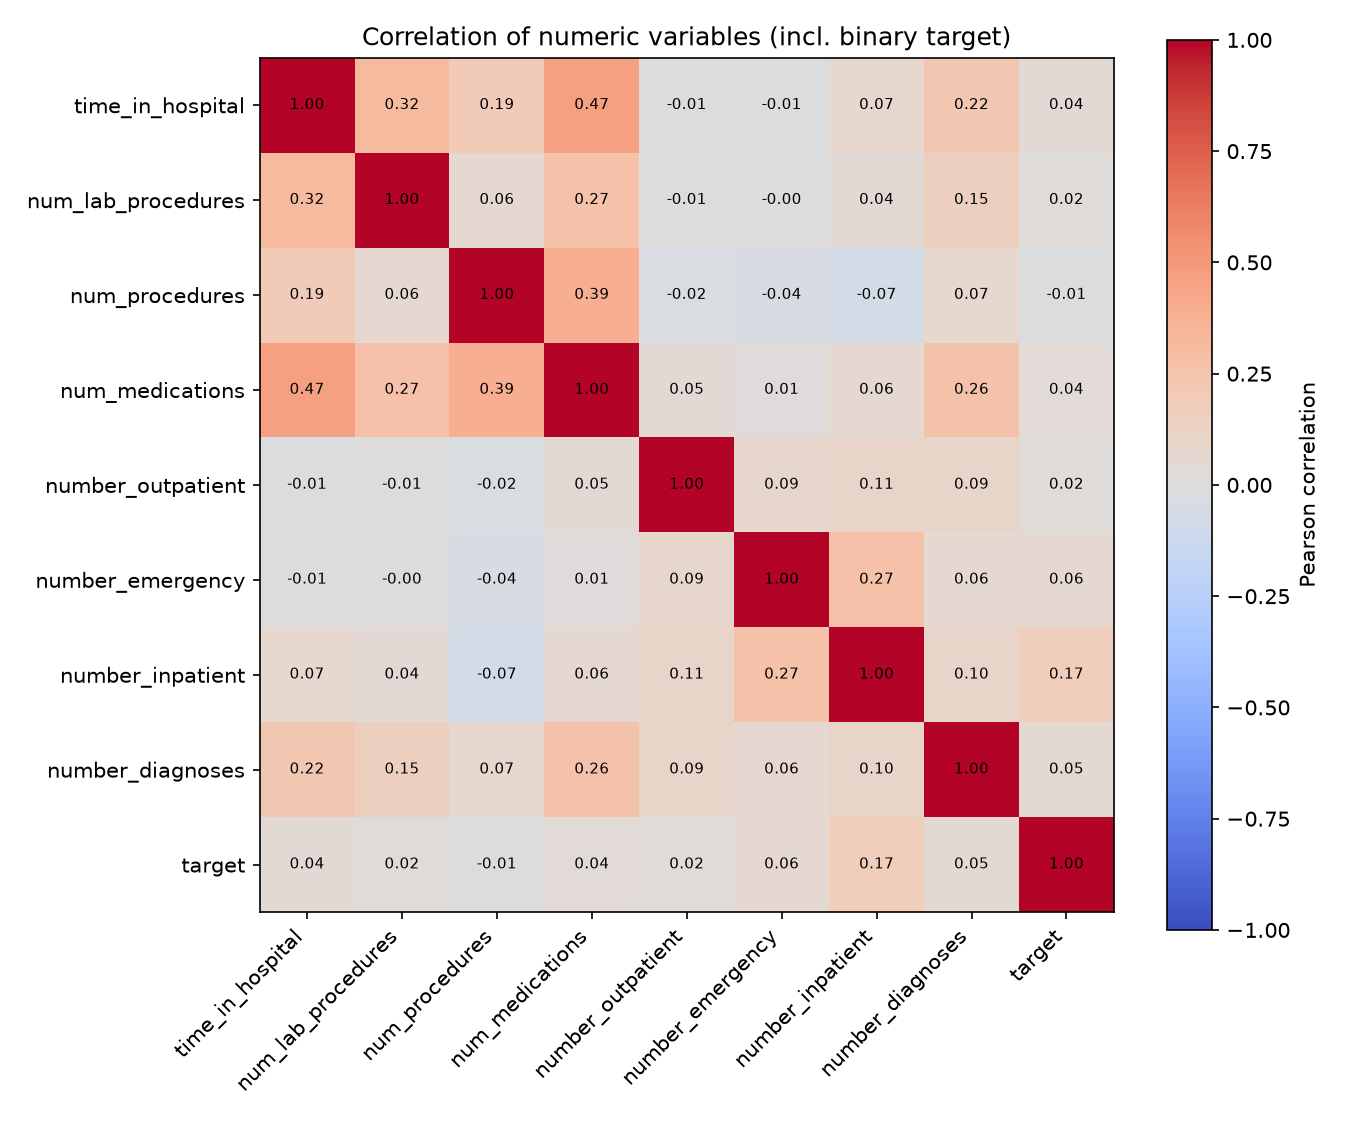 Correlation of numeric variables (incl. binary target)
time_in_hospital 1.00 0.32 0.19 0.47 -0.01 -0.01 0.07 0.22 0.04
num_lab_procedures 0.32 1.00 0.06 0.27 -0.01 -0.00 0.04 0.15 0.02
num_procedures 0.19 0.06 1.00 0.39 -0.02 -0.04 -0.07 0.07 -0.01
num_medications 0.47 0.27 0.39 1.00 0.05 0.01 0.06 0.26 0.04
number_outpatient -0.01 -0.01 -0.02 0.05 1.00 0.09 0.11 0.09 0.02
number_emergency -0.01 -0.00 -0.04 0.01 0.09 1.00 0.27 0.06 0.06
number_inpatient 0.07 0.04 -0.07 0.06 0.11 0.27 1.00 0.10 0.17
number_diagnoses 0.22 0.15 0.07 0.26 0.09 0.06 0.10 1.00 0.05
target 0.04 0.02 -0.01 0.04 0.02 0.06 0.17 0.05 1.00
time_in_hospital
num_lab_procedures
num_procedures
num_medications
number_outpatient
number_emergency
number_inpatient
number_diagnoses
target
1.00
0.75
0.50
0.25
0.00
−0.25
−0.50
−0.75
−1.00
Pearson correlation